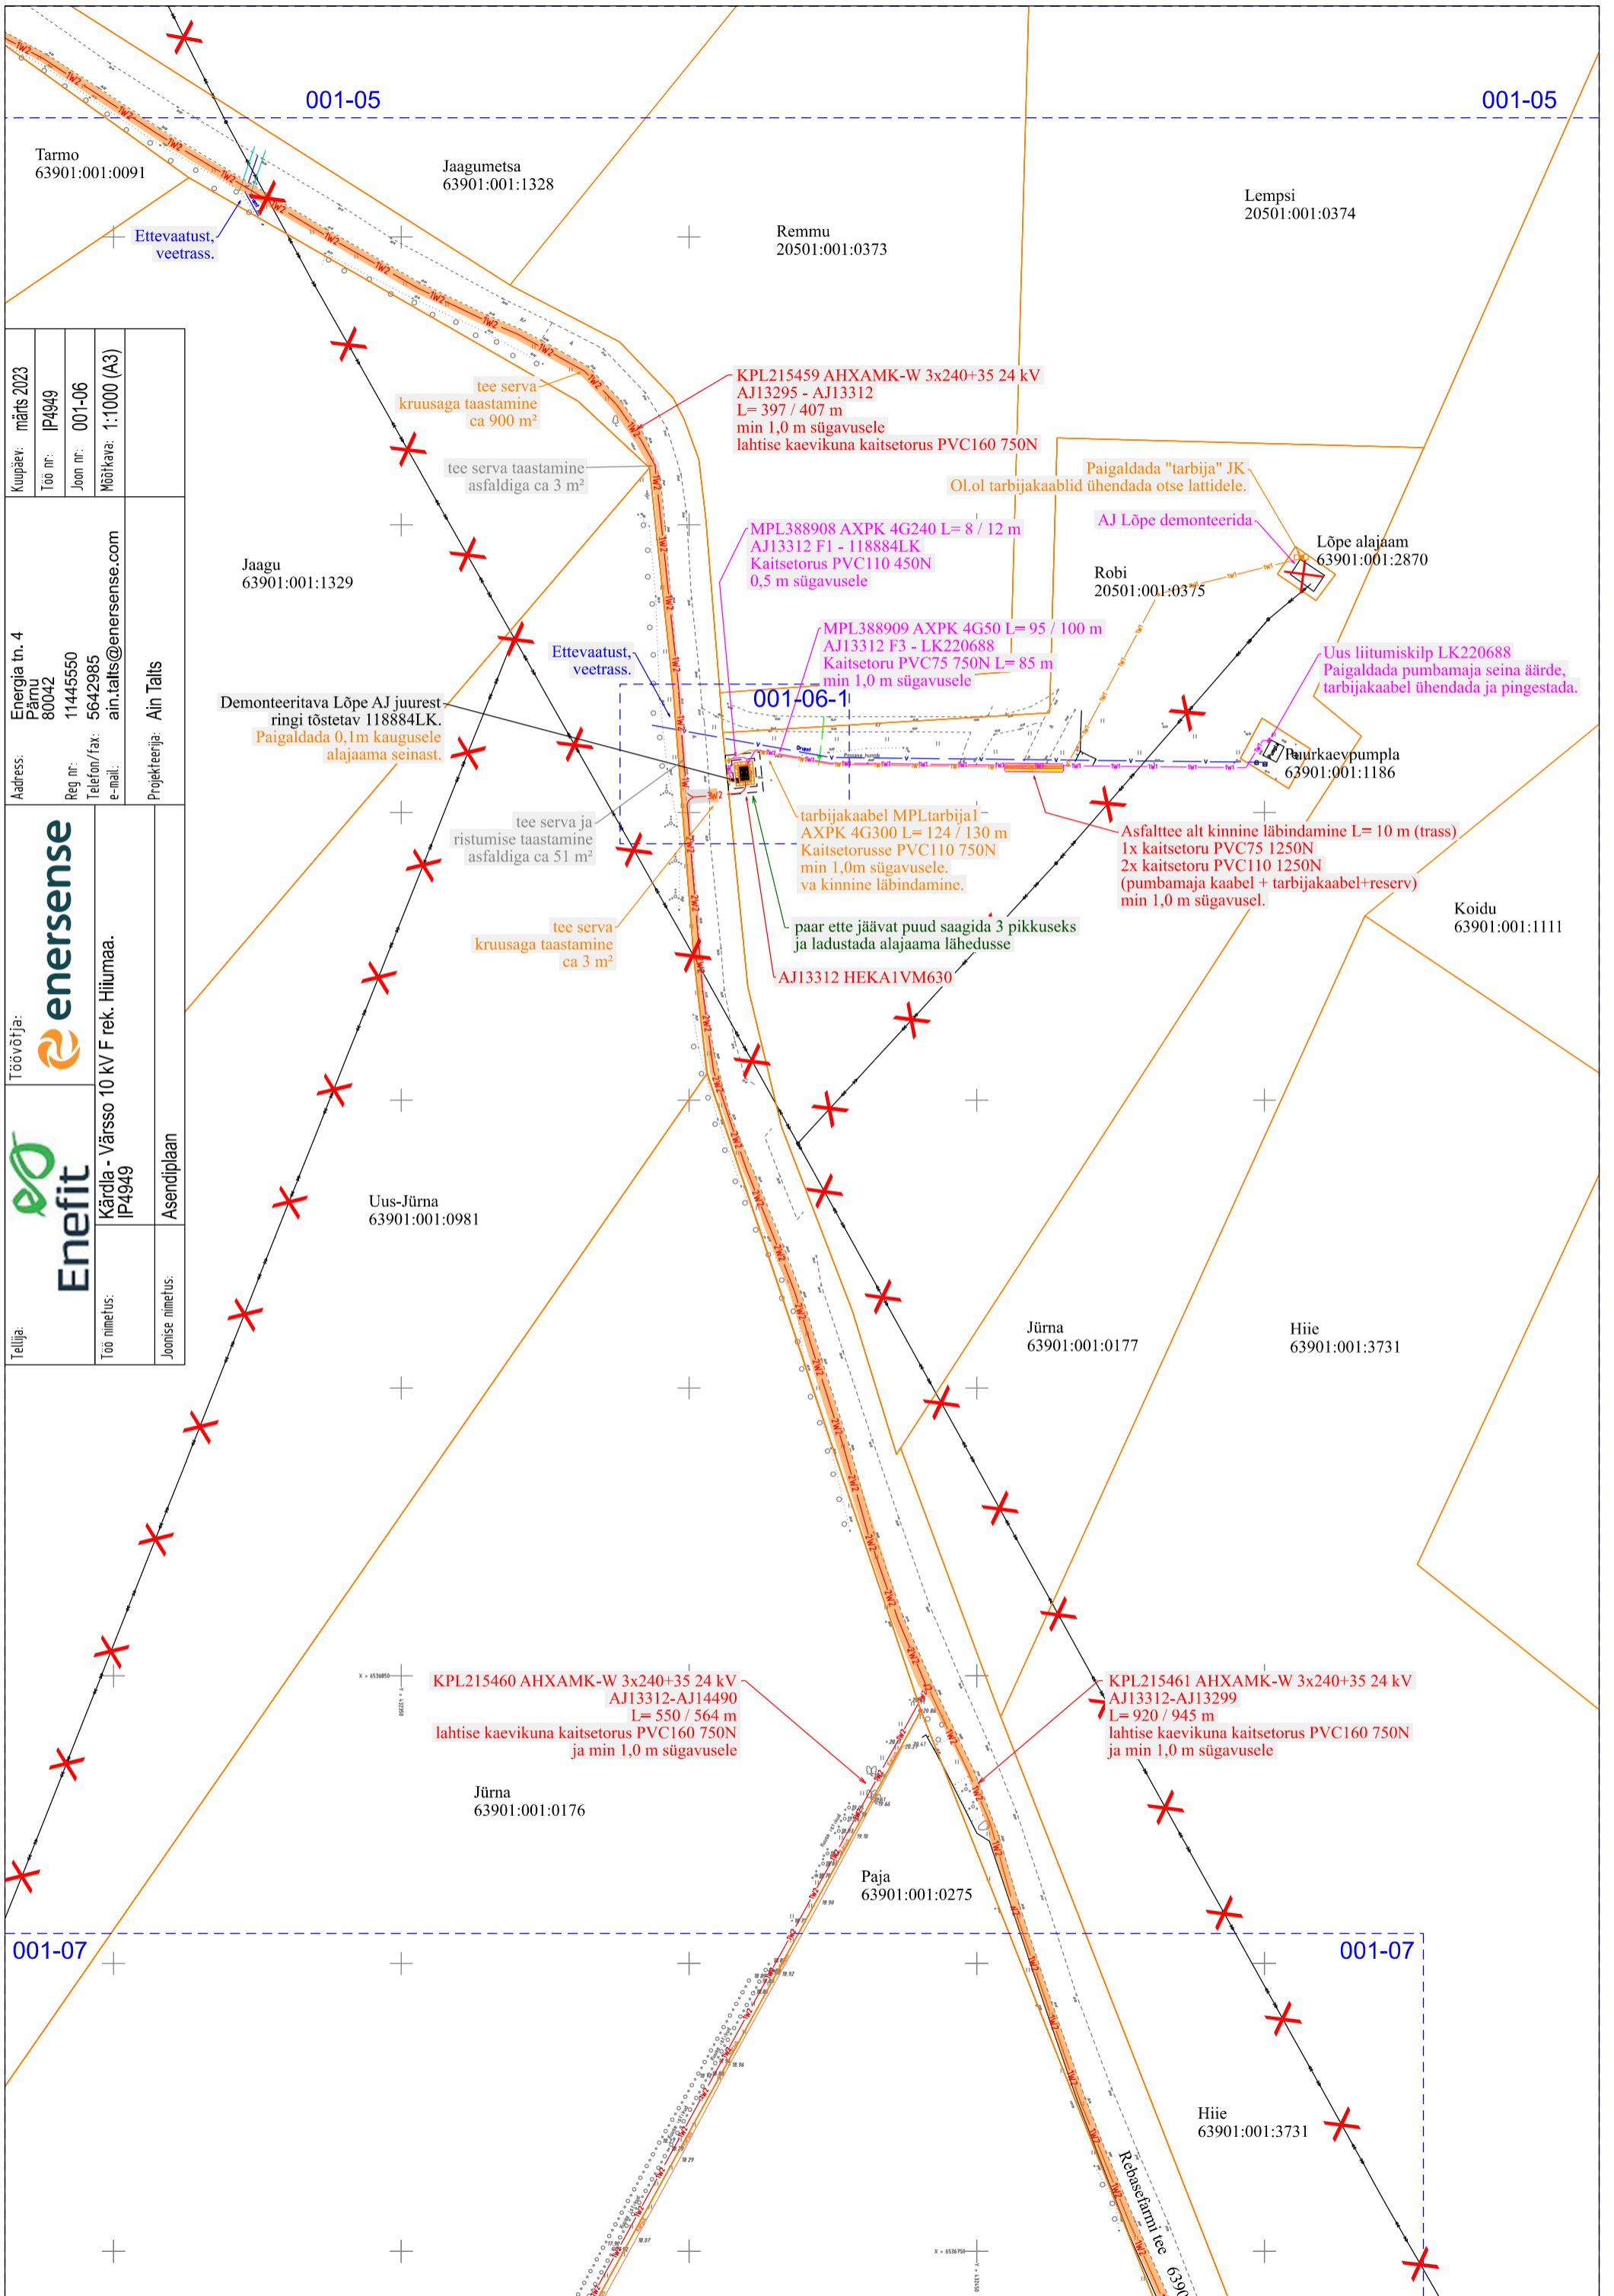 001-05
001-05
Tarmo
63901:001:0091
Jaagumetsa
63901:001:1328
Lempsi
20501:001:0374
Remmu
20501:001:0373
Ettevaatust,
veetrass.
KPL215459 AHXAMK-W 3x240+35 24 kV
AJ13295 - AJ13312
L= 397 / 407 m
min 1,0 m sügavusele
lahtise kaevikuna kaitsetorus PVC160 750N
tee serva
kruusaga taastamine
ca 900 m²
tee serva taastamine
asfaldiga ca 3 m²
Paigaldada "tarbija" JK
Ol.ol tarbijakaablid ühendada otse lattidele.
AJ Lõpe demonteerida
Lõpe alajaam
63901:001:2870
MPL388908 AXPK 4G240 L= 8 / 12 m
AJ13312 F1 - 118884LK
Kaitsetorus PVC110 450N
0,5 m sügavusele
Jaagu
63901:001:1329
Robi
20501:001:0375
MPL388909 AXPK 4G50 L= 95 / 100 m
AJ13312 F3 - LK220688
Kaitsetoru PVC75 750N L= 85 m
min 1,0 m sügavusele
Ettevaatust,
veetrass.
Uus liitumiskilp LK220688
Paigaldada pumbamaja seina äärde,
tarbijakaabel ühendada ja pingestada.
001-06-1
Demonteeritava Lõpe AJ juurest
ringi tõstetav 118884LK.
Paigaldada 0,1m kaugusele
alajaama seinast.
Puurkaevpumpla
63901:001:1186
tee serva ja
ristumise taastamine
asfaldiga ca 51 m²
tarbijakaabel MPLtarbija1
AXPK 4G300 L= 124 / 130 m
Kaitsetorusse PVC110 750N
min 1,0m sügavusele.
va kinnine läbindamine.
Asfalttee alt kinnine läbindamine L= 10 m (trass)
1x kaitsetoru PVC75 1250N
2x kaitsetoru PVC110 1250N
(pumbamaja kaabel + tarbijakaabel+reserv)
min 1,0 m sügavusel.
tee serva
kruusaga taastamine
ca 3 m²
paar ette jäävat puud saagida 3 pikkuseks
ja ladustada alajaama lähedusse
AJ13312 HEKA1VM630
Koidu
63901:001:1111
Uus-Jürna
63901:001:0981
Jürna
63901:001:0177
Hiie
63901:001:3731
KPL215460 AHXAMK-W 3x240+35 24 kV
AJ13312-AJ14490
L= 550 / 564 m
lahtise kaevikuna kaitsetorus PVC160 750N
ja min 1,0 m sügavusele
KPL215461 AHXAMK-W 3x240+35 24 kV
AJ13312-AJ13299
L= 920 / 945 m
lahtise kaevikuna kaitsetorus PVC160 750N
ja min 1,0 m sügavusele
Jürna
63901:001:0176
Paja
63901:001:0275
001-07
001-07
Hiie
63901:001:3731
Rebasefarmi tee 6390
X = 6536850
X = 6536750
Tellija:
Enefit
Töövõtja:
enersense
Aadress: Energia tn. 4
Pärnu
80042
Reg nr: 11445550
Telefon/fax: 5642985
e-mail: ain.talts@enersense.com
Projekteerija: Ain Talts
Kuupäev: märts 2023
Töö nr: IP4949
Joon nr: 001-06
Mõõtkava: 1:1000 (A3)
Töö nimetus: Kärdla - Värsso 10 kV F rek. Hiiumaa.
IP4949
Joonise nimetus: Asendiplaan